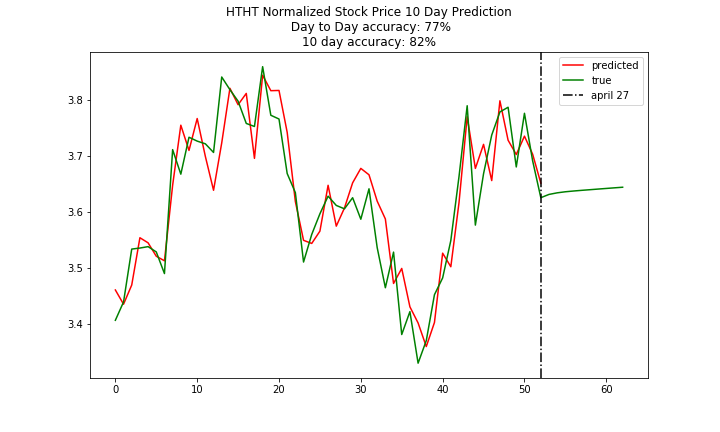 HTHT Normalized Stock Price 10 Day Prediction
Day to Day accuracy: 77%
10 day accuracy: 82%
predicted
true
april 27
3.8
3.7
3.6
3.5
3.4
0 10 20 30 40 50 60